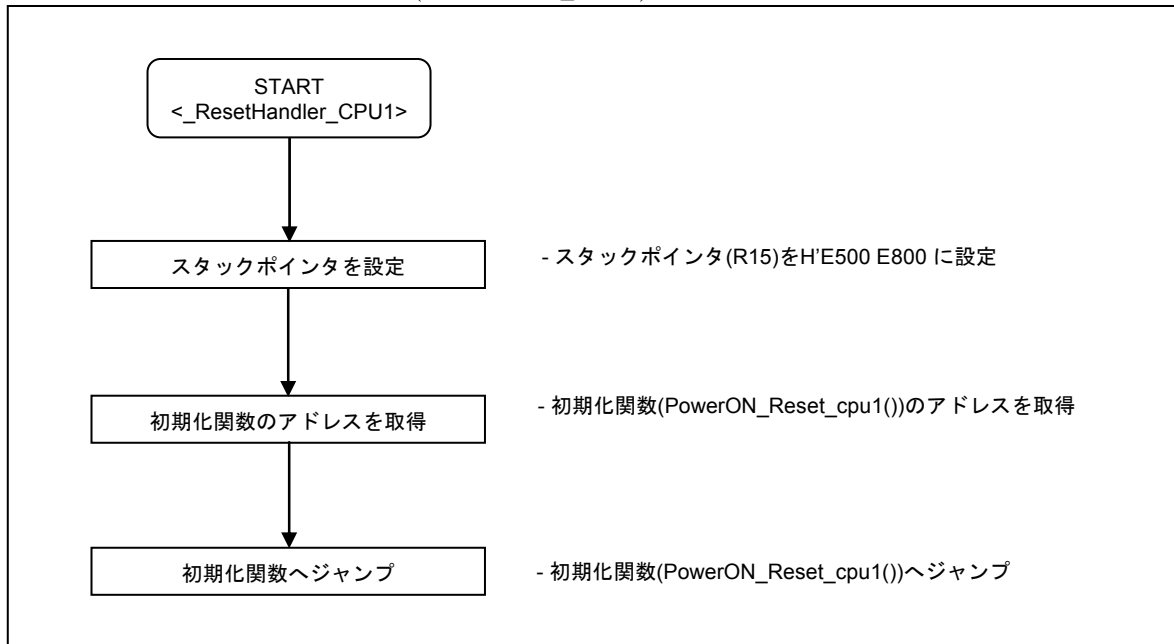 START
<_ResetHandler_CPU1>
スタックポインタを設定
- スタックポインタ(R15)をH'E500 E800 に設定
初期化関数のアドレスを取得
- 初期化関数(PowerON_Reset_cpu1())のアドレスを取得
初期化関数へジャンプ
- 初期化関数(PowerON_Reset_cpu1())へジャンプ